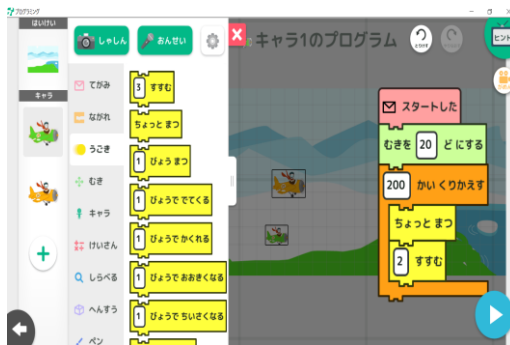 プログラミング
はいけい
しゃしん
おんせい
キャラ1のプログラム
ヒント
キャラ
てがみ
ながれ
うごき
むき
キャラ
けいさん
しらべる
へんすう
ペン
3 すすむ
ちょっと まつ
1 びょう まつ
1 びょうで でてくる
1 びょうで かくれる
1 びょうで おおきくなる
1 びょうで ちいさくなる
スタートした
むきを 20 ど にする
200 かい くりかえす
ちょっと まつ
2 すすむ